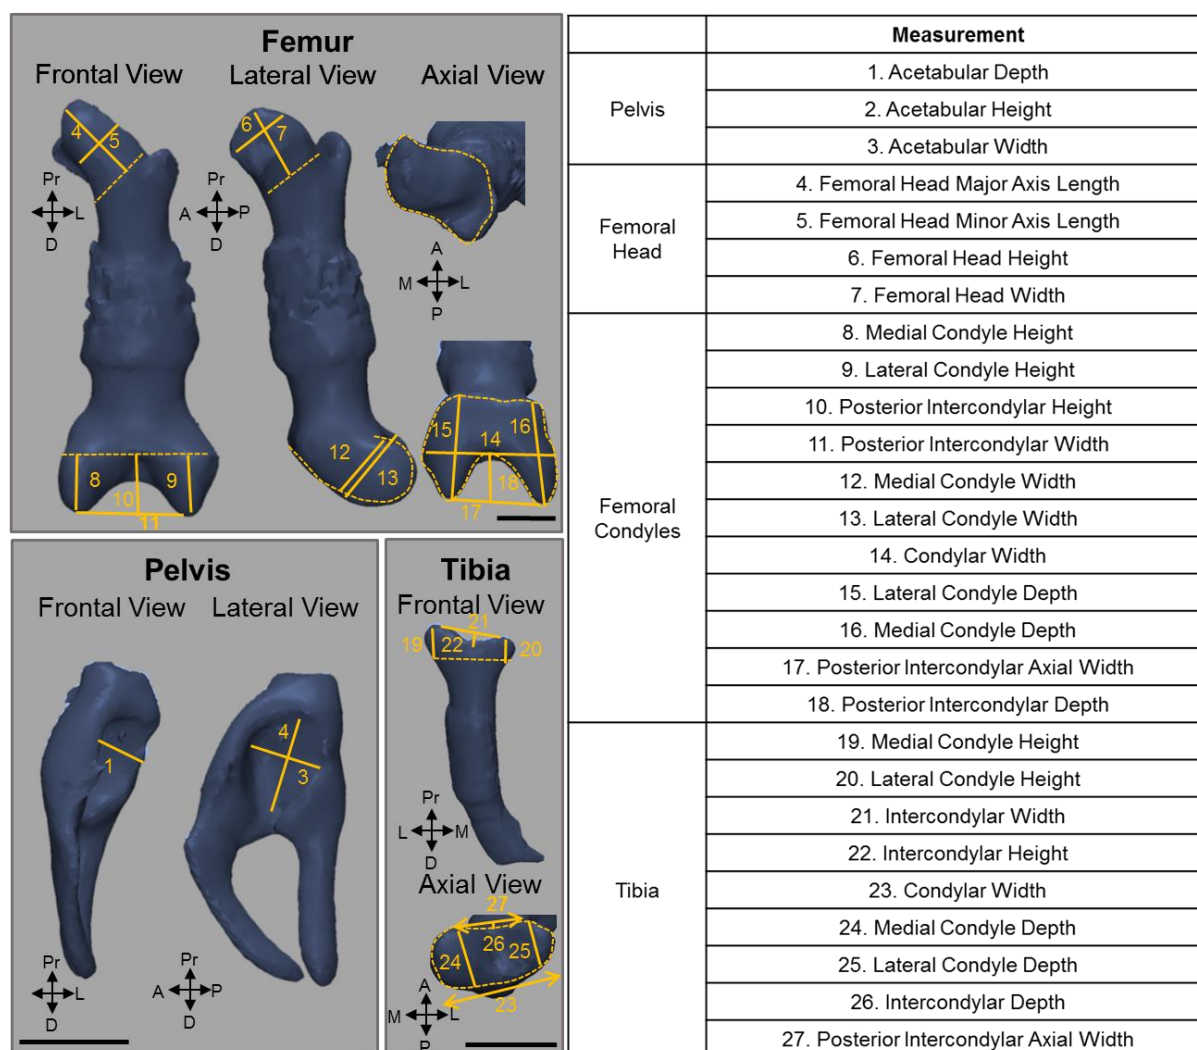 Femur
Frontal View
Lateral View
Axial View
4
5
6
7
Pr
L
D
Pr
A
P
D
A
M
L
P
8
9
10
11
12
13
14
15
16
17
18
Pelvis
Frontal View
Lateral View
1
4
3
Pr
L
D
Pr
A
P
D
Tibia
Frontal View
21
19
22
20
Pr
L
M
D
Axial View
27
26
24
25
23
A
M
L
P
Measurement
Pelvis
1. Acetabular Depth
2. Acetabular Height
3. Acetabular Width
Femoral
Head
4. Femoral Head Major Axis Length
5. Femoral Head Minor Axis Length
6. Femoral Head Height
7. Femoral Head Width
Femoral
Condyles
8. Medial Condyle Height
9. Lateral Condyle Height
10. Posterior Intercondylar Height
11. Posterior Intercondylar Width
12. Medial Condyle Width
13. Lateral Condyle Width
14. Condylar Width
15. Lateral Condyle Depth
16. Medial Condyle Depth
17. Posterior Intercondylar Axial Width
18. Posterior Intercondylar Depth
Tibia
19. Medial Condyle Height
20. Lateral Condyle Height
21. Intercondylar Width
22. Intercondylar Height
23. Condylar Width
24. Medial Condyle Depth
25. Lateral Condyle Depth
26. Intercondylar Depth
27. Posterior Intercondylar Axial Width